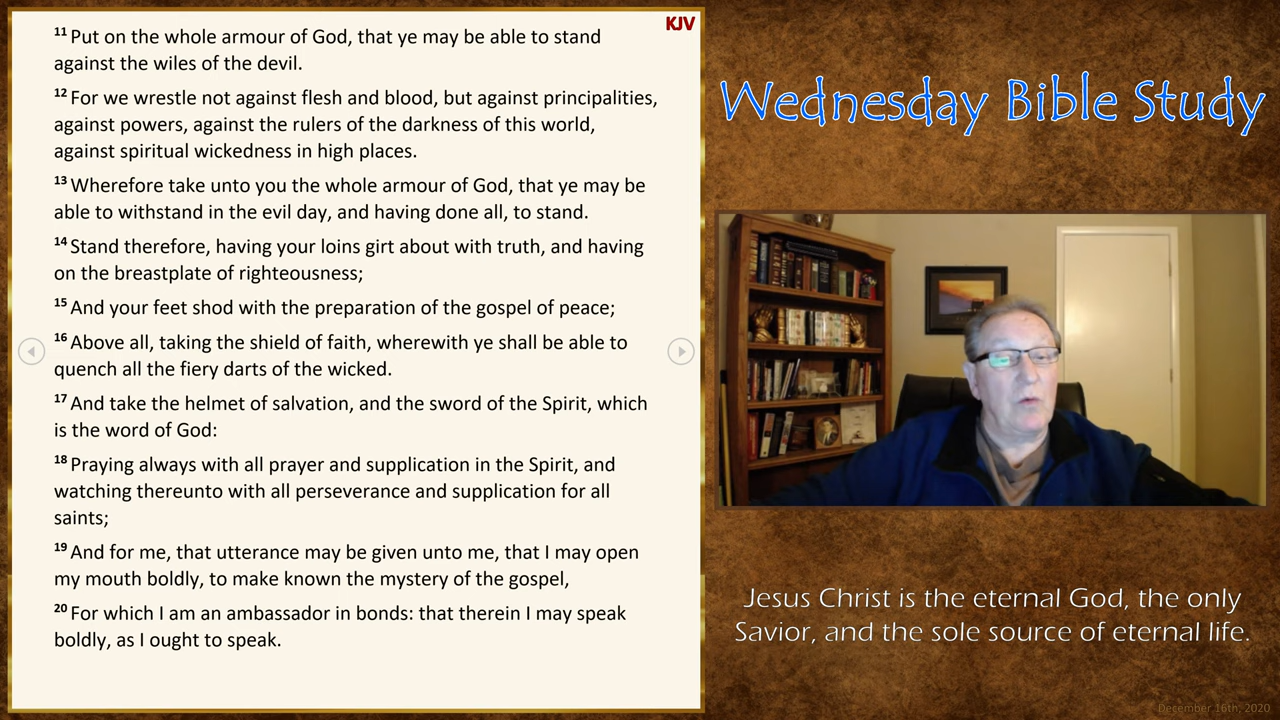 KJV
11 Put on the whole armour of God, that ye may be able to stand
against the wiles of the devil.
12 For we wrestle not against flesh and blood, but against principalities,
against powers, against the rulers of the darkness of this world,
against spiritual wickedness in high places.
13 Wherefore take unto you the whole armour of God, that ye may be
able to withstand in the evil day, and having done all, to stand.
14 Stand therefore, having your loins girt about with truth, and having
on the breastplate of righteousness;
15 And your feet shod with the preparation of the gospel of peace;
16 Above all, taking the shield of faith, wherewith ye shall be able to
quench all the fiery darts of the wicked.
17 And take the helmet of salvation, and the sword of the Spirit, which
is the word of God:
18 Praying always with all prayer and supplication in the Spirit, and
watching thereunto with all perseverance and supplication for all
saints;
19 And for me, that utterance may be given unto me, that I may open
my mouth boldly, to make known the mystery of the gospel,
20 For which I am an ambassador in bonds: that therein I may speak
boldly, as I ought to speak.
Wednesday Bible Study
Jesus Christ is the eternal God, the only
Savior, and the sole source of eternal life.
December 16th, 2020